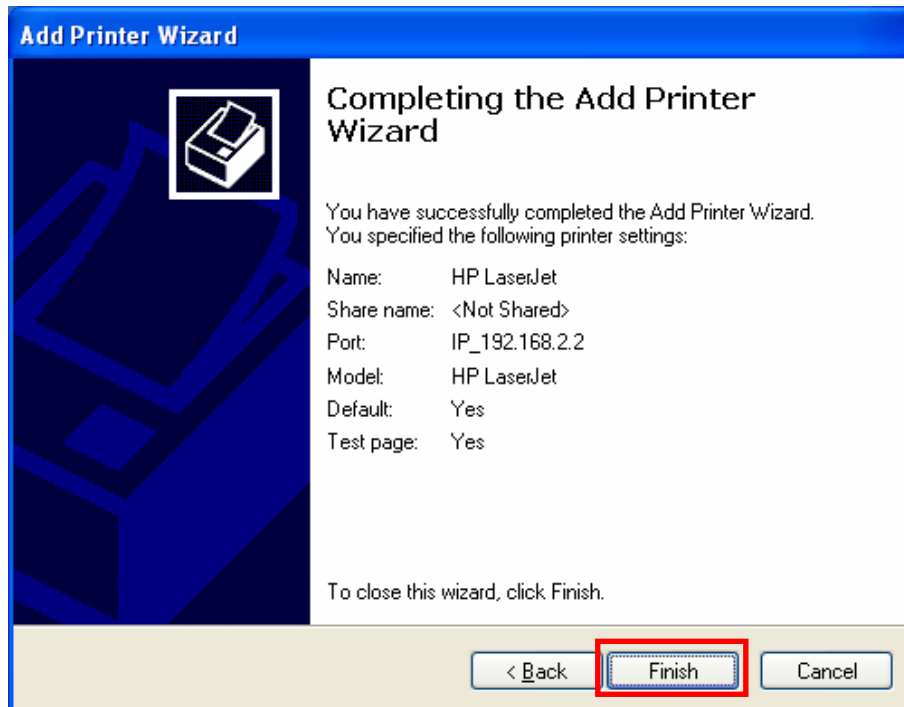 Add Printer Wizard
Completing the Add Printer
Wizard
You have successfully completed the Add Printer Wizard.
You specified the following printer settings:
Name: HP LaserJet
Share name: <Not Shared>
Port: IP_192.168.2.2
Model: HP LaserJet
Default: Yes
Test page: Yes
To close this wizard, click Finish.
< Back Finish Cancel